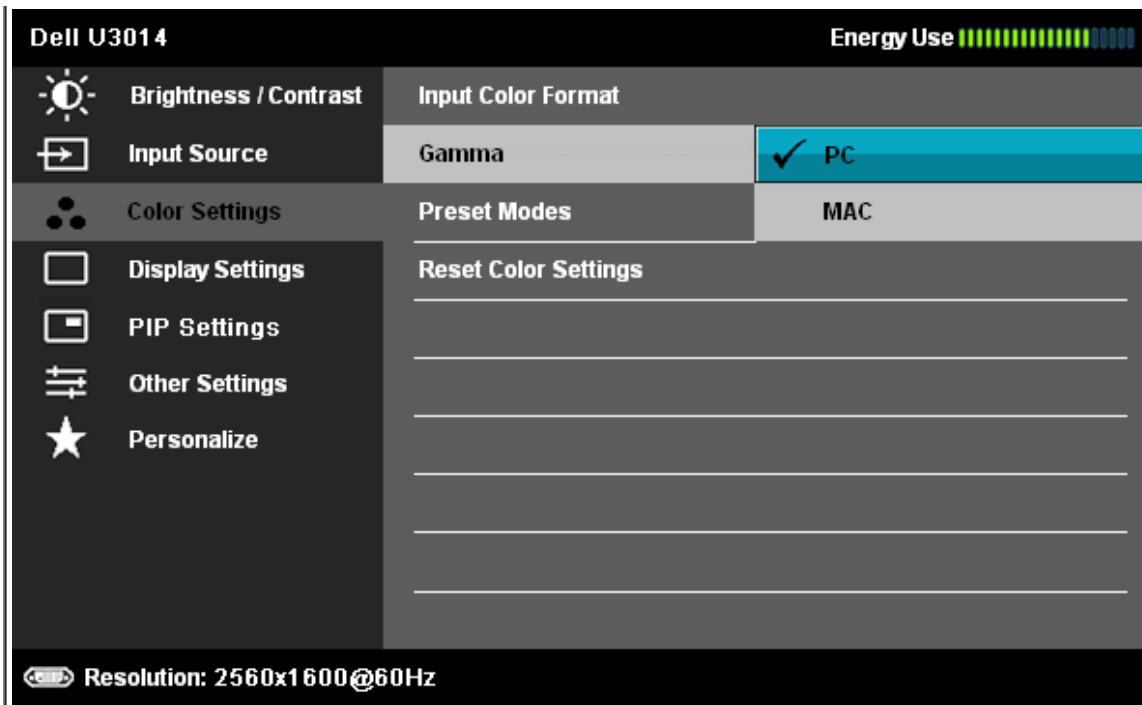 Dell U3014
Energy Use
Brightness / Contrast
Input Color Format
Input Source
Gamma
PC
Color Settings
Preset Modes
MAC
Display Settings
Reset Color Settings
PIP Settings
Other Settings
Personalize
Resolution: 2560x1600@60Hz